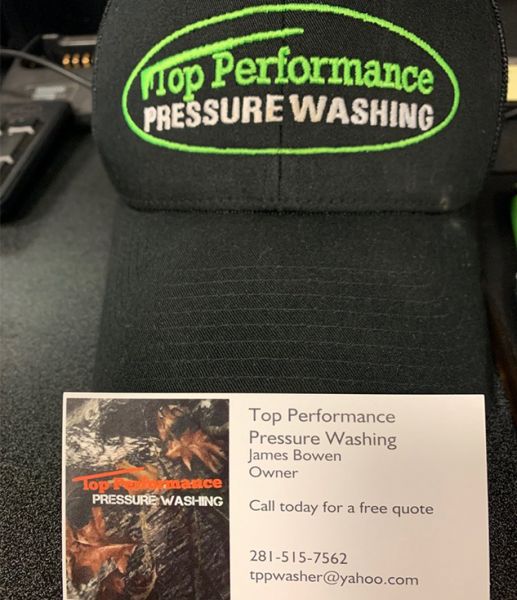 Top Performance
PRESSURE WASHING
Top Performance
PRESSURE WASHING
Top Performance
Pressure Washing
James Bowen
Owner
Call today for a free quote
281-515-7562
tppwasher@yahoo.com